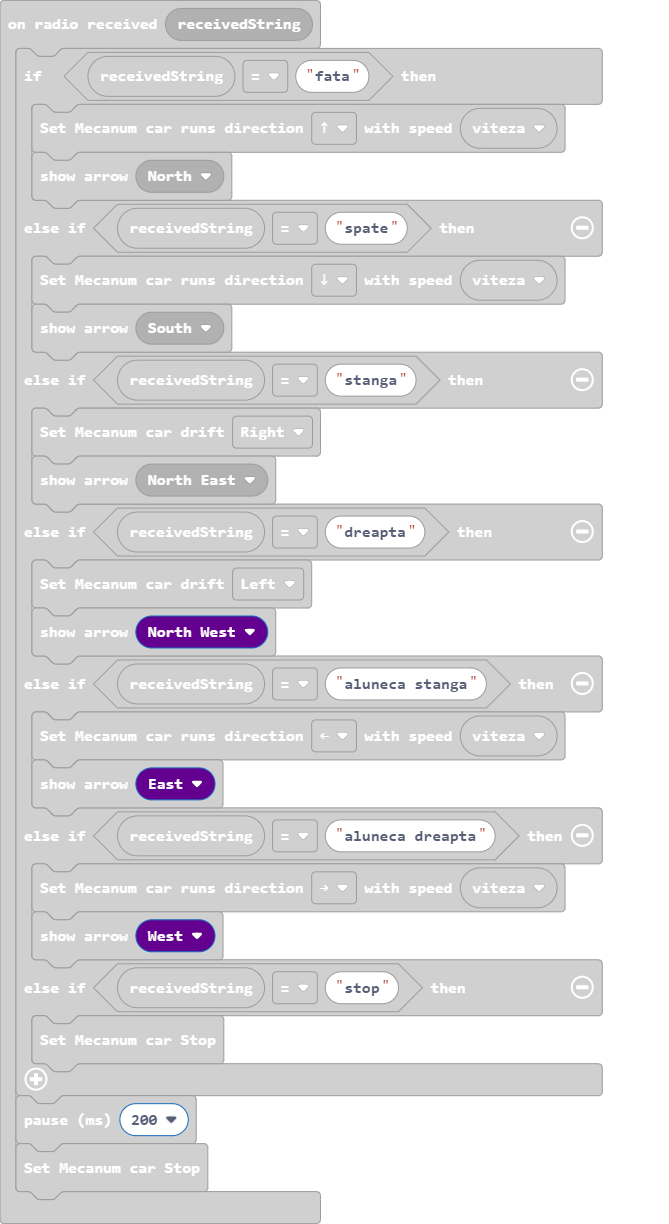 on radio received receivedString
if receivedString = "fata" then
Set Mecanum car runs direction ↑ with speed viteza
show arrow North
else if receivedString = "spate" then
Set Mecanum car runs direction ↓ with speed viteza
show arrow South
else if receivedString = "stanga" then
Set Mecanum car drift Right
show arrow North East
else if receivedString = "dreapta" then
Set Mecanum car drift Left
show arrow North West
else if receivedString = "aluneca stanga" then
Set Mecanum car runs direction ← with speed viteza
show arrow East
else if receivedString = "aluneca dreapta" then
Set Mecanum car runs direction → with speed viteza
show arrow West
else if receivedString = "stop" then
Set Mecanum car Stop
pause (ms) 200
Set Mecanum car Stop